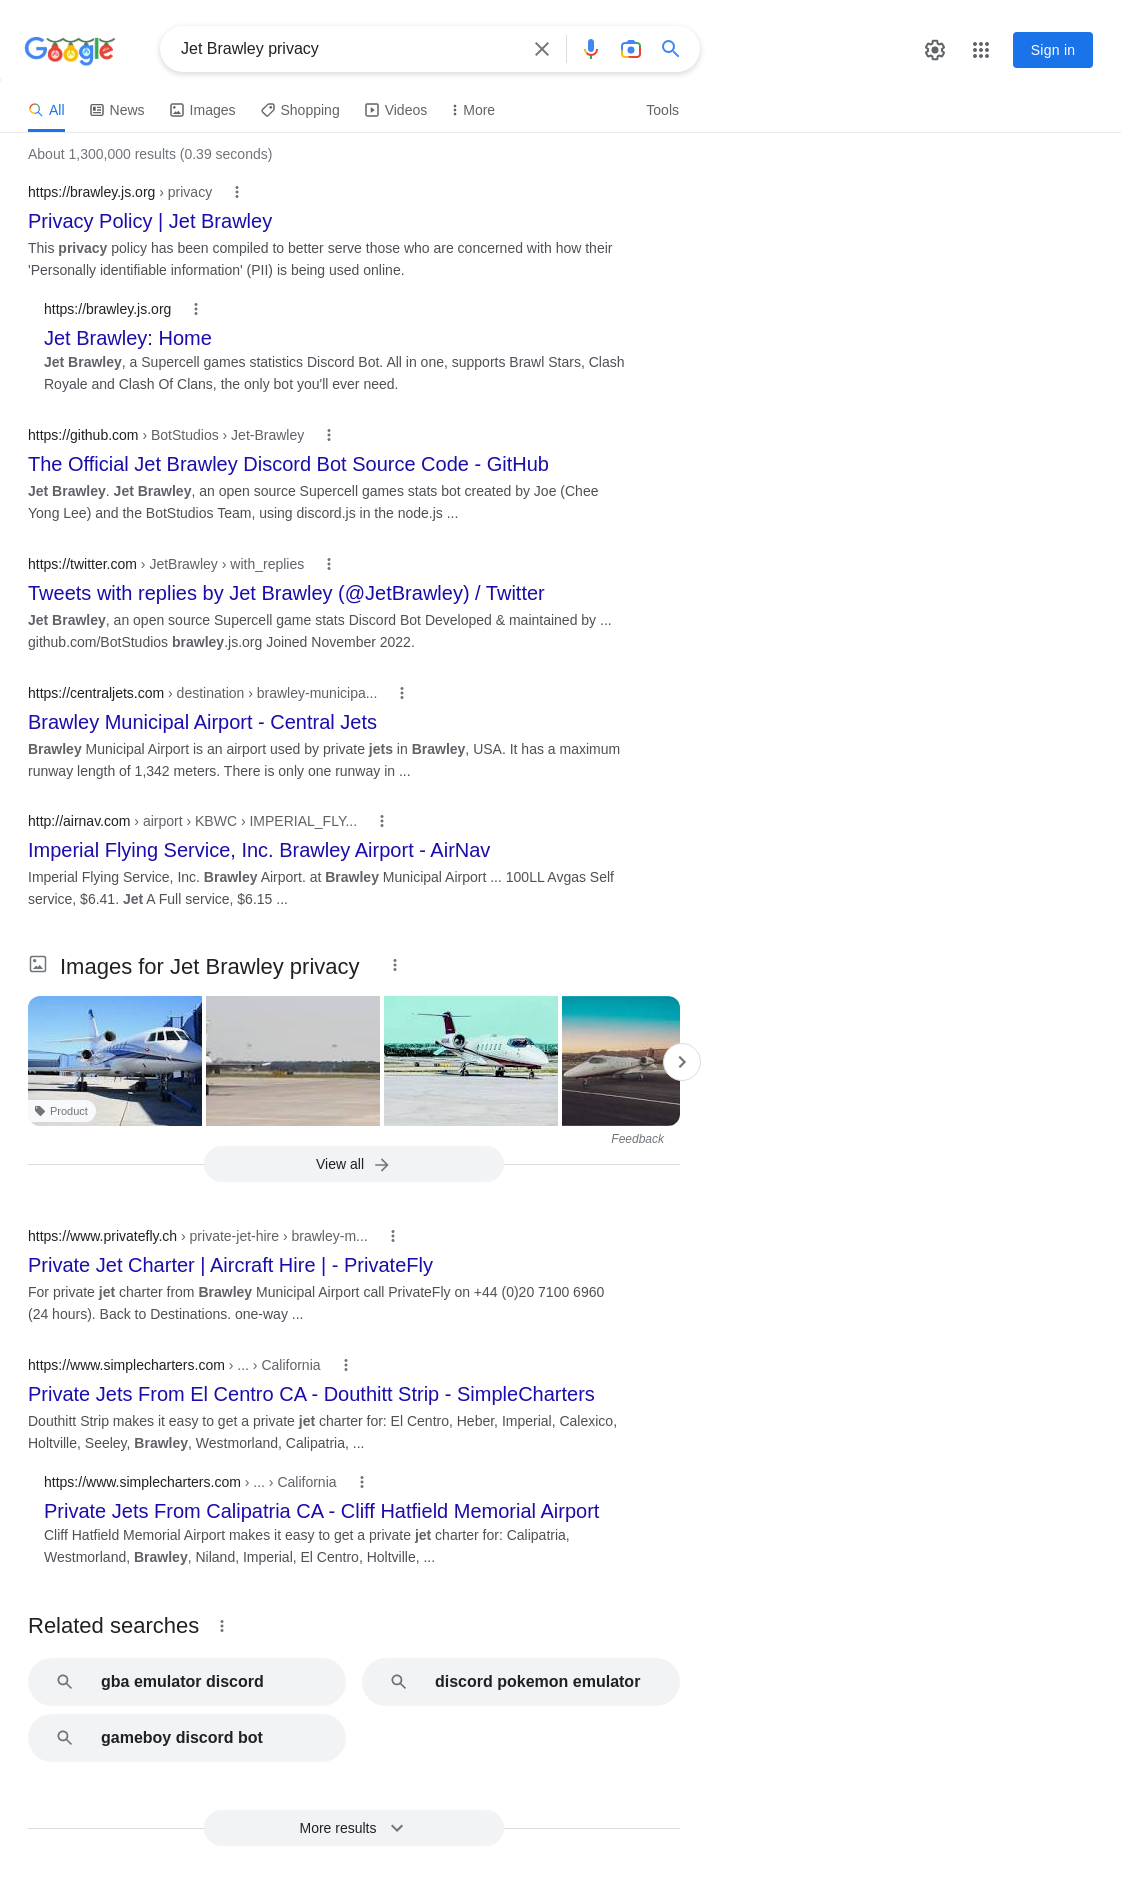 Google
Jet Brawley privacy
Sign in
All News Images Shopping Videos More Tools
About 1,300,000 results (0.39 seconds)
https://brawley.js.org › privacy
Privacy Policy | Jet Brawley
This privacy policy has been compiled to better serve those who are concerned with how their
'Personally identifiable information' (PII) is being used online.
https://brawley.js.org
Jet Brawley: Home
Jet Brawley, a Supercell games statistics Discord Bot. All in one, supports Brawl Stars, Clash
Royale and Clash Of Clans, the only bot you'll ever need.
https://github.com › BotStudios › Jet-Brawley
The Official Jet Brawley Discord Bot Source Code - GitHub
Jet Brawley. Jet Brawley, an open source Supercell games stats bot created by Joe (Chee
Yong Lee) and the BotStudios Team, using discord.js in the node.js ...
https://twitter.com › JetBrawley › with_replies
Tweets with replies by Jet Brawley (@JetBrawley) / Twitter
Jet Brawley, an open source Supercell game stats Discord Bot Developed & maintained by ...
github.com/BotStudios brawley.js.org Joined November 2022.
https://centraljets.com › destination › brawley-municipa...
Brawley Municipal Airport - Central Jets
Brawley Municipal Airport is an airport used by private jets in Brawley, USA. It has a maximum
runway length of 1,342 meters. There is only one runway in ...
http://airnav.com › airport › KBWC › IMPERIAL_FLY...
Imperial Flying Service, Inc. Brawley Airport - AirNav
Imperial Flying Service, Inc. Brawley Airport. at Brawley Municipal Airport ... 100LL Avgas Self
service, $6.41. Jet A Full service, $6.15 ...
Images for Jet Brawley privacy
Product
Feedback
View all
https://www.privatefly.ch › private-jet-hire › brawley-m...
Private Jet Charter | Aircraft Hire | - PrivateFly
For private jet charter from Brawley Municipal Airport call PrivateFly on +44 (0)20 7100 6960
(24 hours). Back to Destinations. one-way ...
https://www.simplecharters.com › ... › California
Private Jets From El Centro CA - Douthitt Strip - SimpleCharters
Douthitt Strip makes it easy to get a private jet charter for: El Centro, Heber, Imperial, Calexico,
Holtville, Seeley, Brawley, Westmorland, Calipatria, ...
https://www.simplecharters.com › ... › California
Private Jets From Calipatria CA - Cliff Hatfield Memorial Airport
Cliff Hatfield Memorial Airport makes it easy to get a private jet charter for: Calipatria,
Westmorland, Brawley, Niland, Imperial, El Centro, Holtville, ...
Related searches
gba emulator discord
discord pokemon emulator
gameboy discord bot
More results